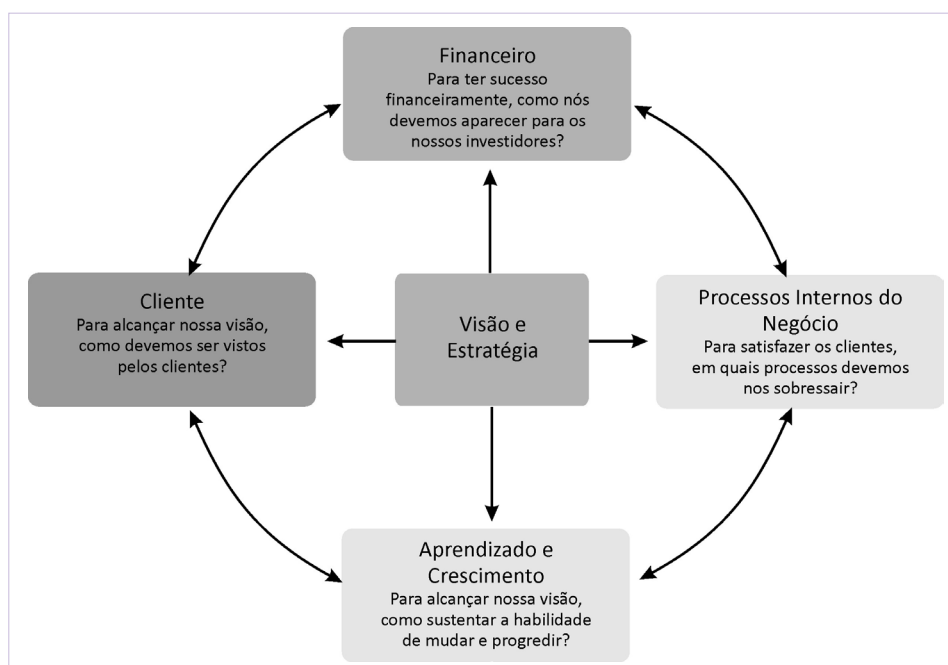 Financeiro
Para ter sucesso
financeiramente, como nós
devemos aparecer para os
nossos investidores?
Cliente
Para alcançar nossa visão,
como devemos ser vistos
pelos clientes?
Visão e
Estratégia
Processos Internos do
Negócio
Para satisfazer os clientes,
em quais processos devemos
nos sobressair?
Aprendizado e
Crescimento
Para alcançar nossa visão,
como sustentar a habilidade
de mudar e progredir?